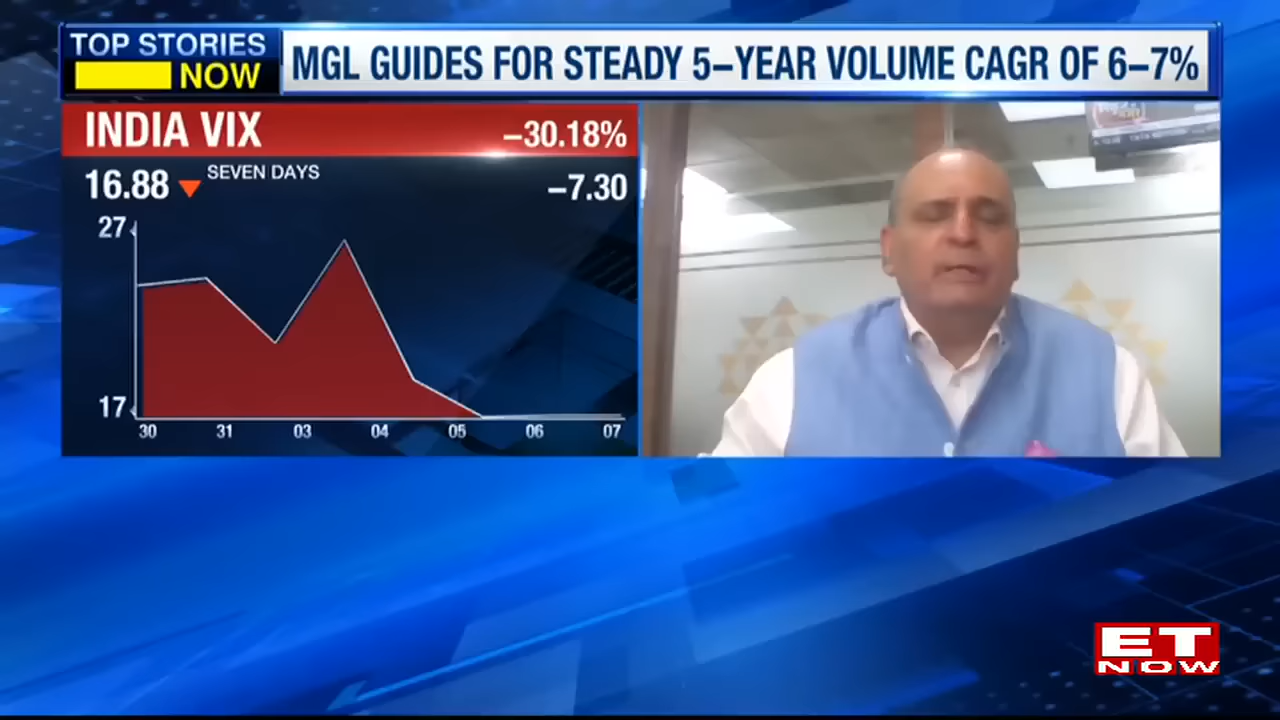 TOP STORIES
NOW
MGL GUIDES FOR STEADY 5–YEAR VOLUME CAGR OF 6–7%
INDIA VIX
–30.18%
16.88
SEVEN DAYS
–7.30
27
17
30 31 03 04 05 06 07
ET
NOW